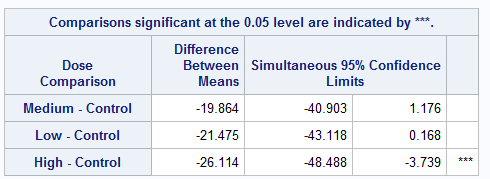 Comparisons significant at the 0.05 level are indicated by ***.
Dose Comparison | Difference Between Means | Simultaneous 95% Confidence Limits
Medium - Control | -19.864 | -40.903 | 1.176
Low - Control | -21.475 | -43.118 | 0.168
High - Control | -26.114 | -48.488 | -3.739 | ***